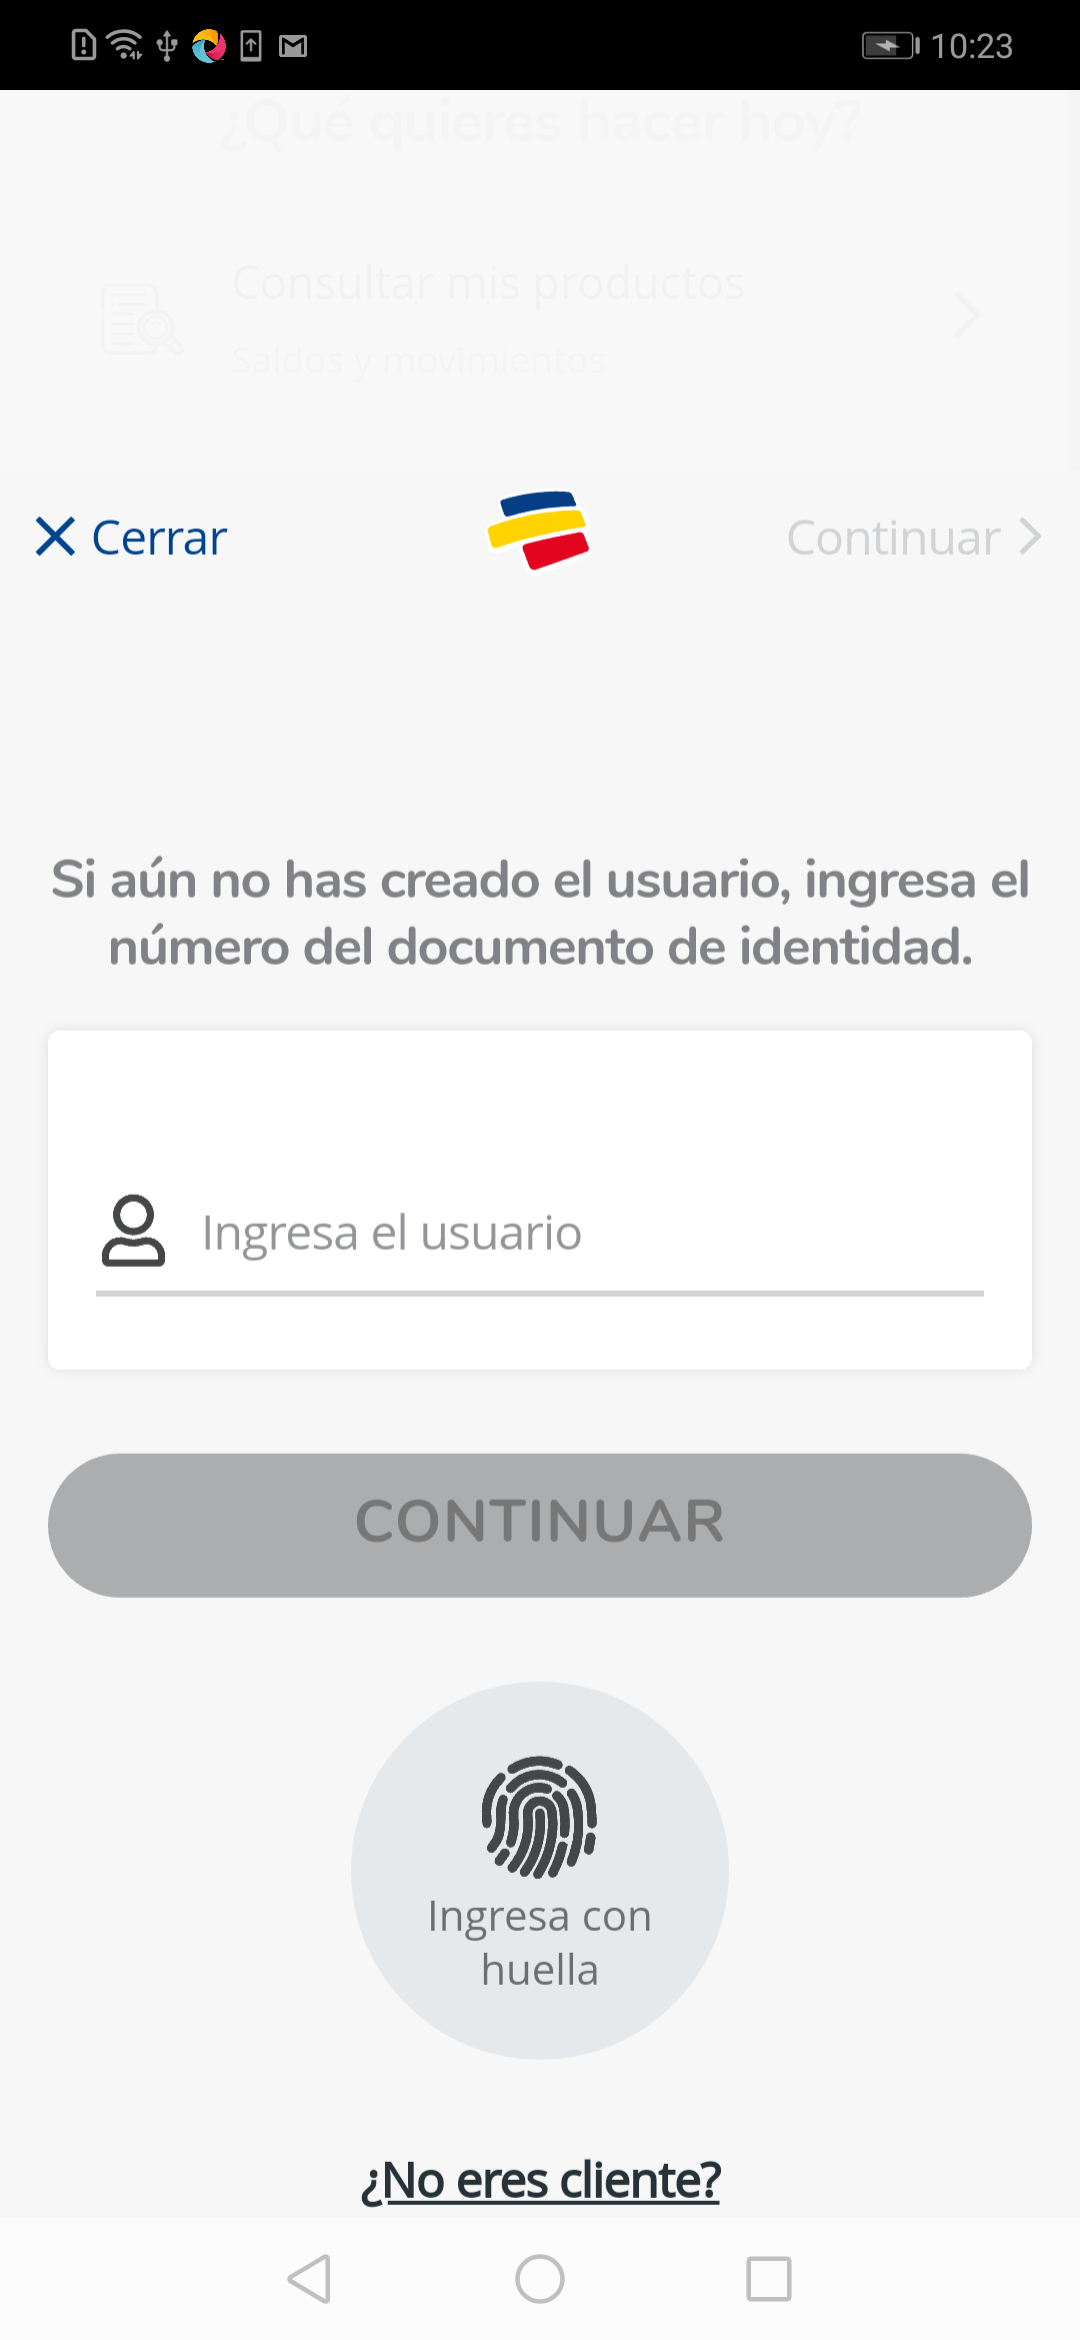 10:23
¿Qué quieres hacer hoy?
Consultar mis productos
Saldos y movimientos
Cerrar
Continuar
Si aún no has creado el usuario, ingresa el
número del documento de identidad.
Ingresa el usuario
CONTINUAR
Ingresa con
huella
¿No eres cliente?